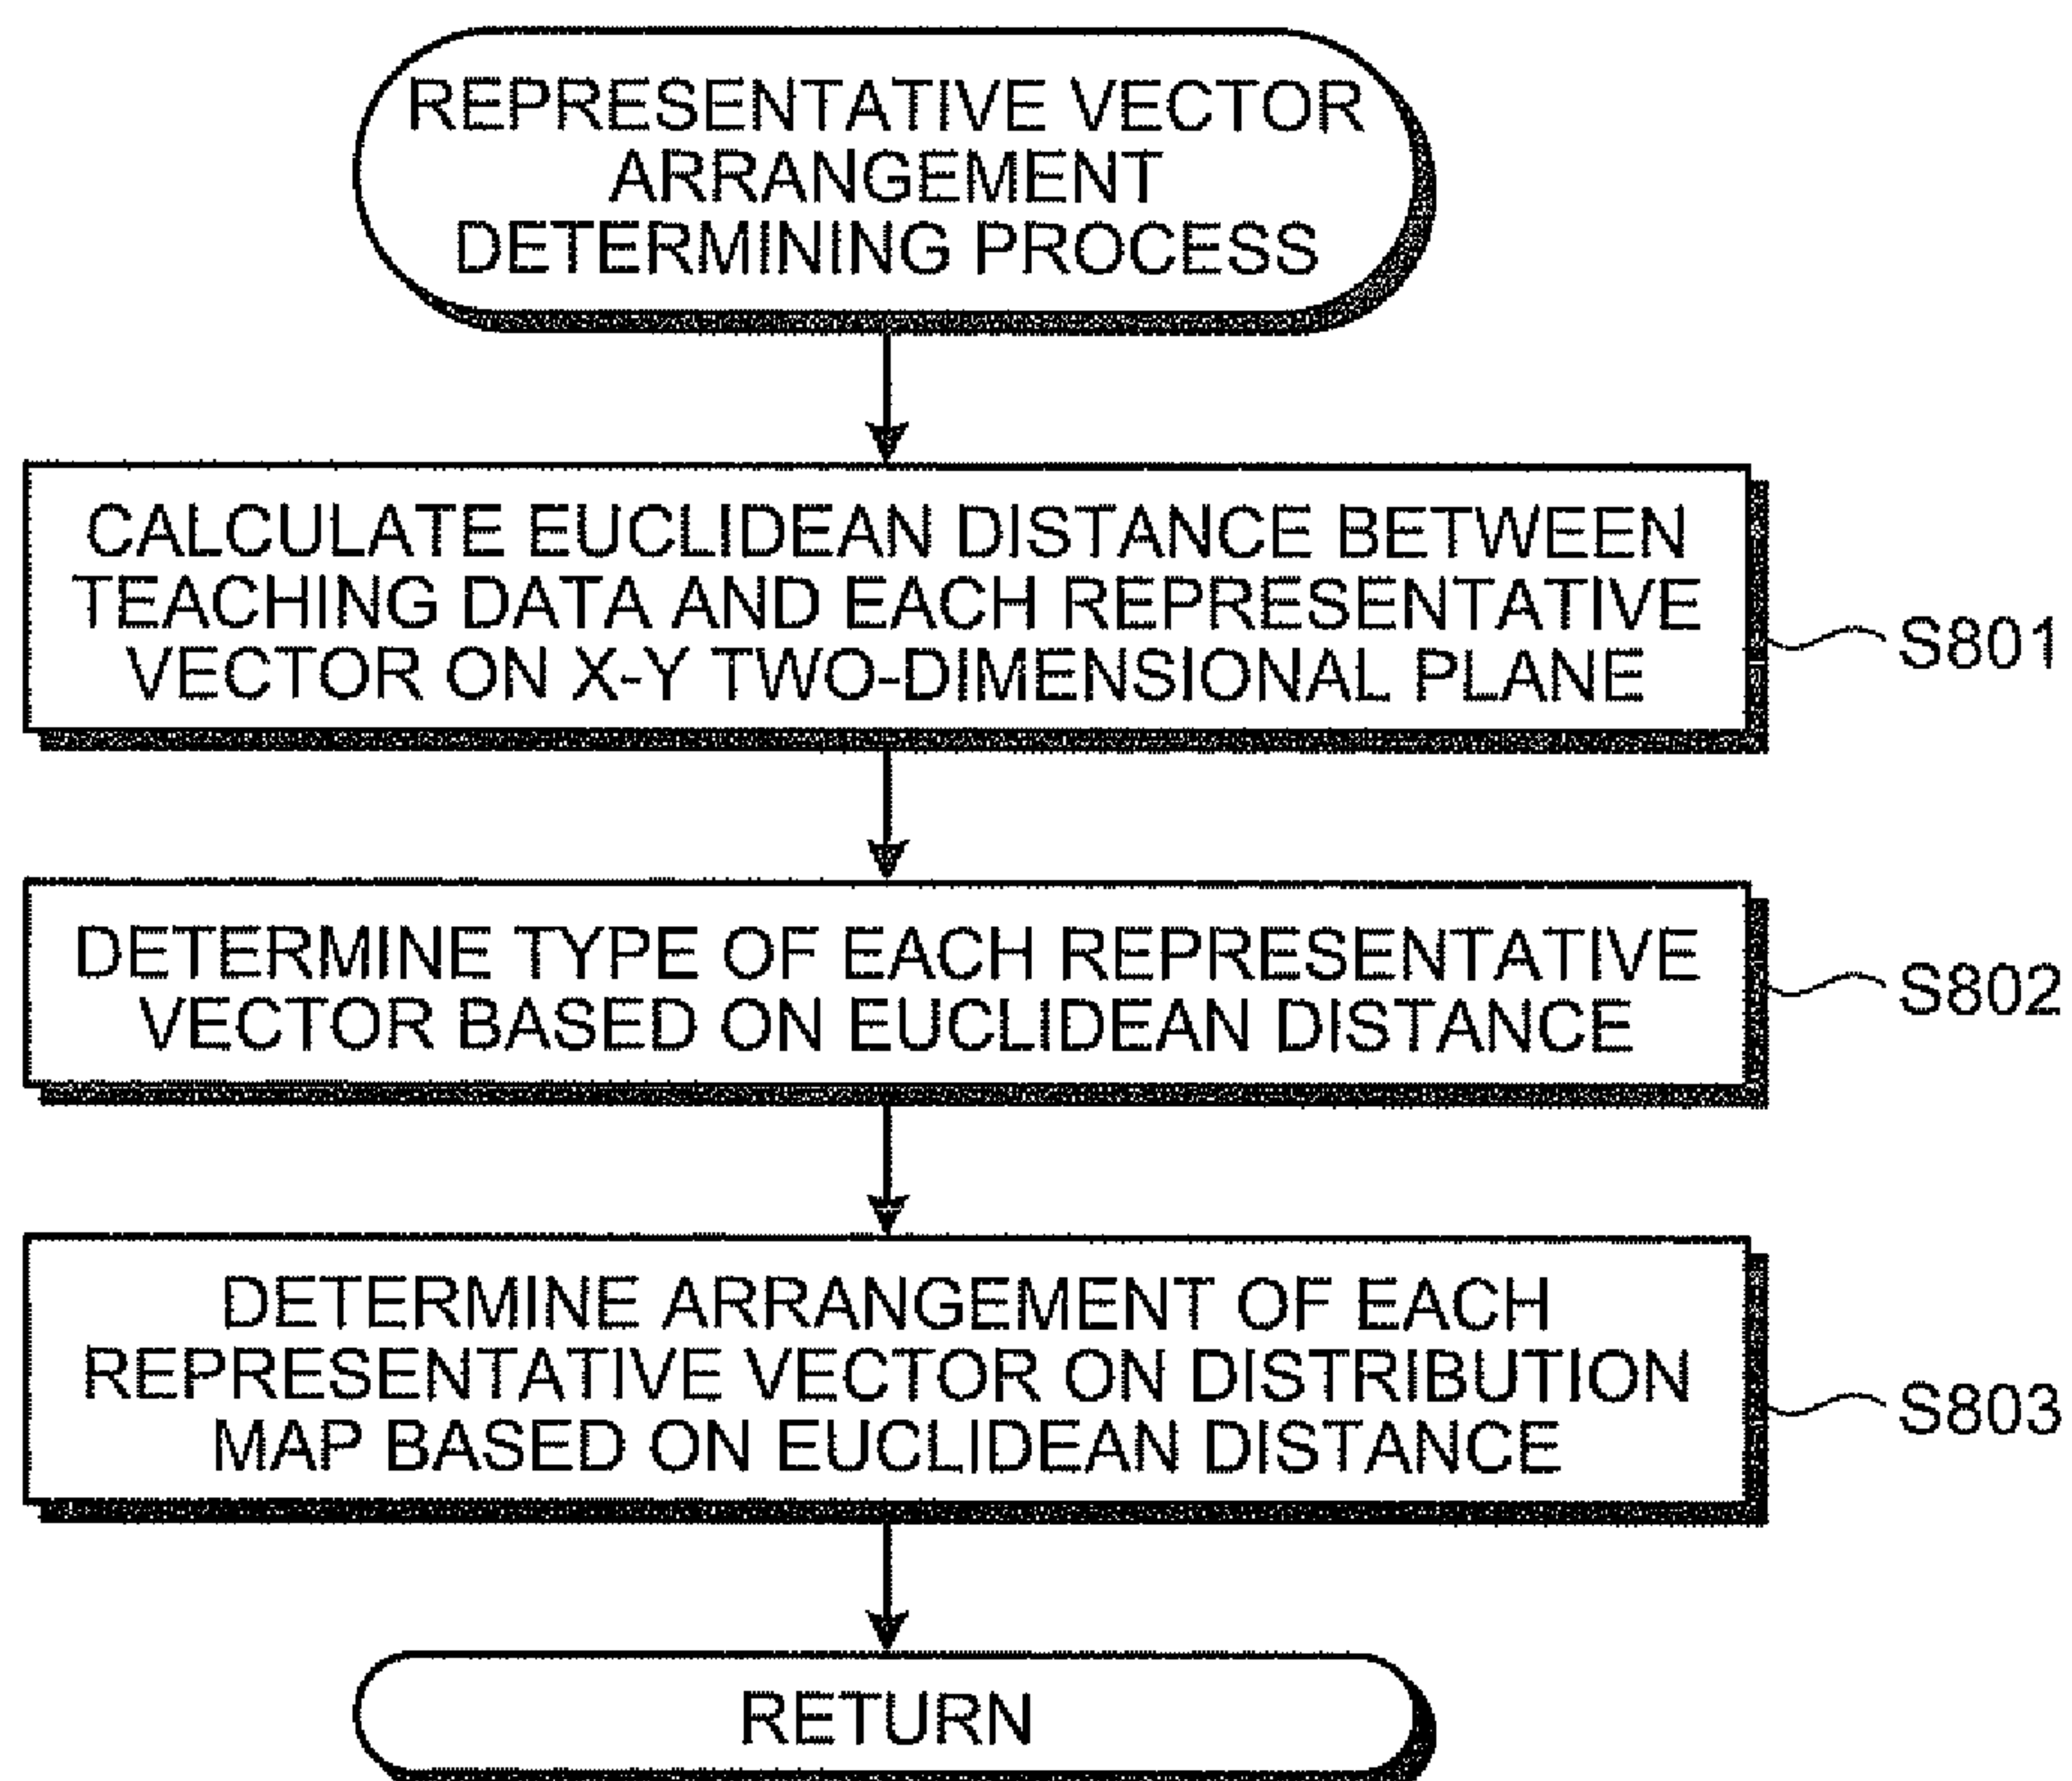 REPRESENTATIVE VECTOR
ARRANGEMENT
DETERMINING PROCESS
CALCULATE EUCLIDEAN DISTANCE BETWEEN
TEACHING DATA AND EACH REPRESENTATIVE
VECTOR ON X-Y TWO-DIMENSIONAL PLANE
S801
DETERMINE TYPE OF EACH REPRESENTATIVE
VECTOR BASED ON EUCLIDEAN DISTANCE
S802
DETERMINE ARRANGEMENT OF EACH
REPRESENTATIVE VECTOR ON DISTRIBUTION
MAP BASED ON EUCLIDEAN DISTANCE
S803
RETURN